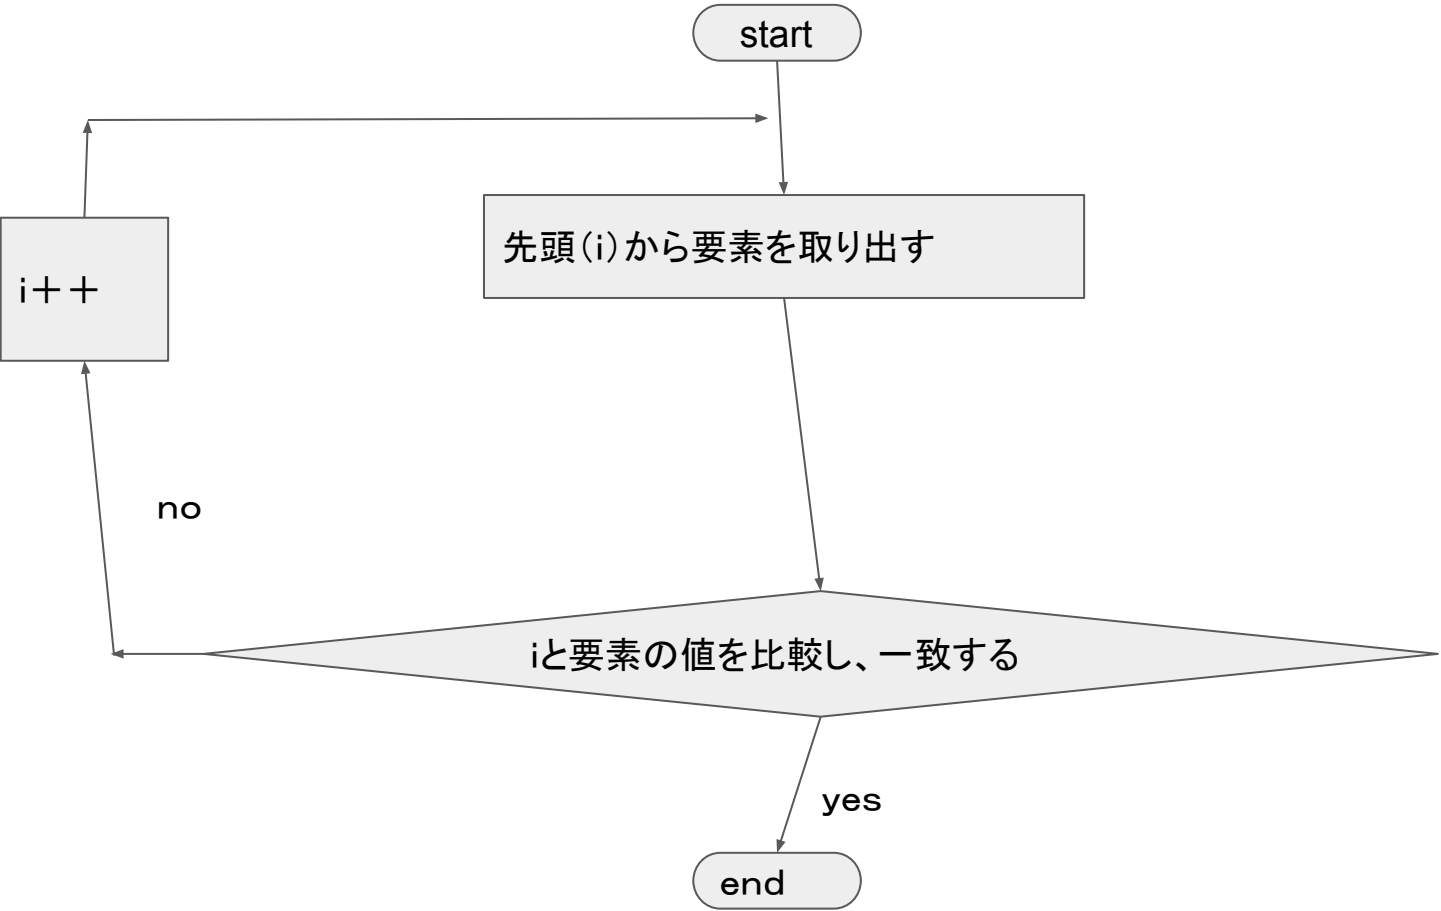 start
先頭（i）から要素を取り出す
i＋＋
no
iと要素の値を比較し、一致する
yes
end